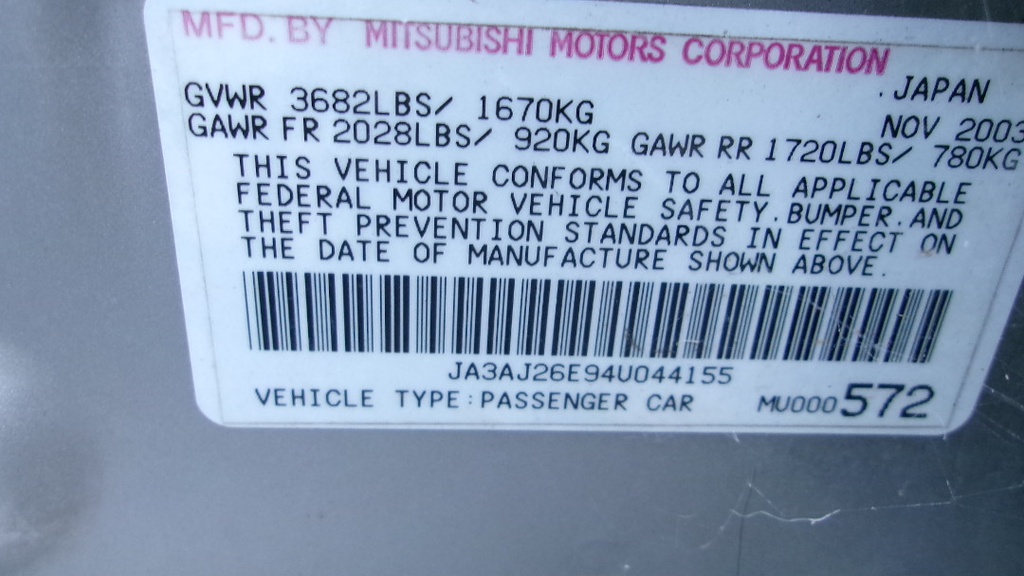 MFD. BY MITSUBISHI MOTORS CORPORATION
. JAPAN
GVWR 3682LBS/ 1670KG NOV 2003
GAWR FR 2028LBS/ 920KG GAWR RR 1720LBS/ 780KG
THIS VEHICLE CONFORMS TO ALL APPLICABLE
FEDERAL MOTOR VEHICLE SAFETY.BUMPER.AND
THEFT PREVENTION STANDARDS IN EFFECT ON
THE DATE OF MANUFACTURE SHOWN ABOVE.
JA3AJ26E94U044155
VEHICLE TYPE:PASSENGER CAR MU000572